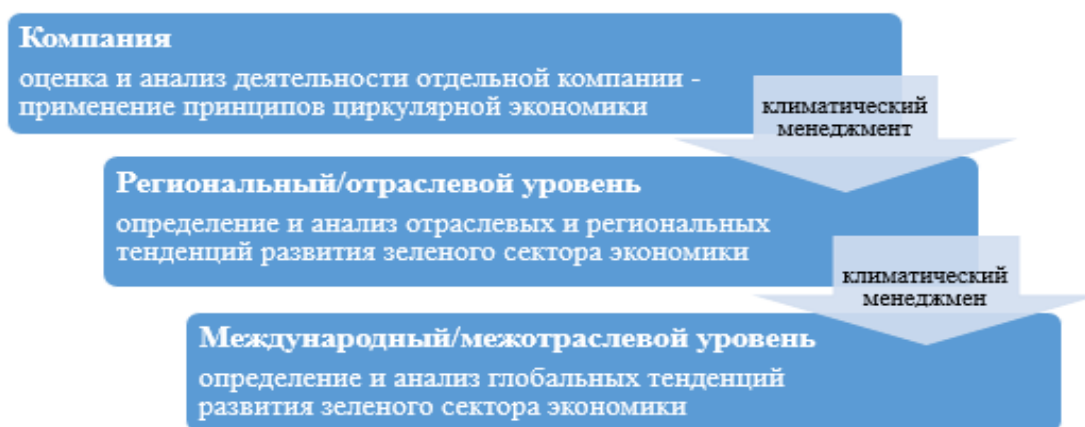 Компания
оценка и анализ деятельности отдельной компании -
применение принципов циркулярной экономики
климатический
менеджмент
Региональный/отраслевой уровень
определение и анализ отраслевых и региональных
тенденций развития зеленого сектора экономики
климатический
менеджмен
Международный/межотраслевой уровень
определение и анализ глобальных тенденций
развития зеленого сектора экономики